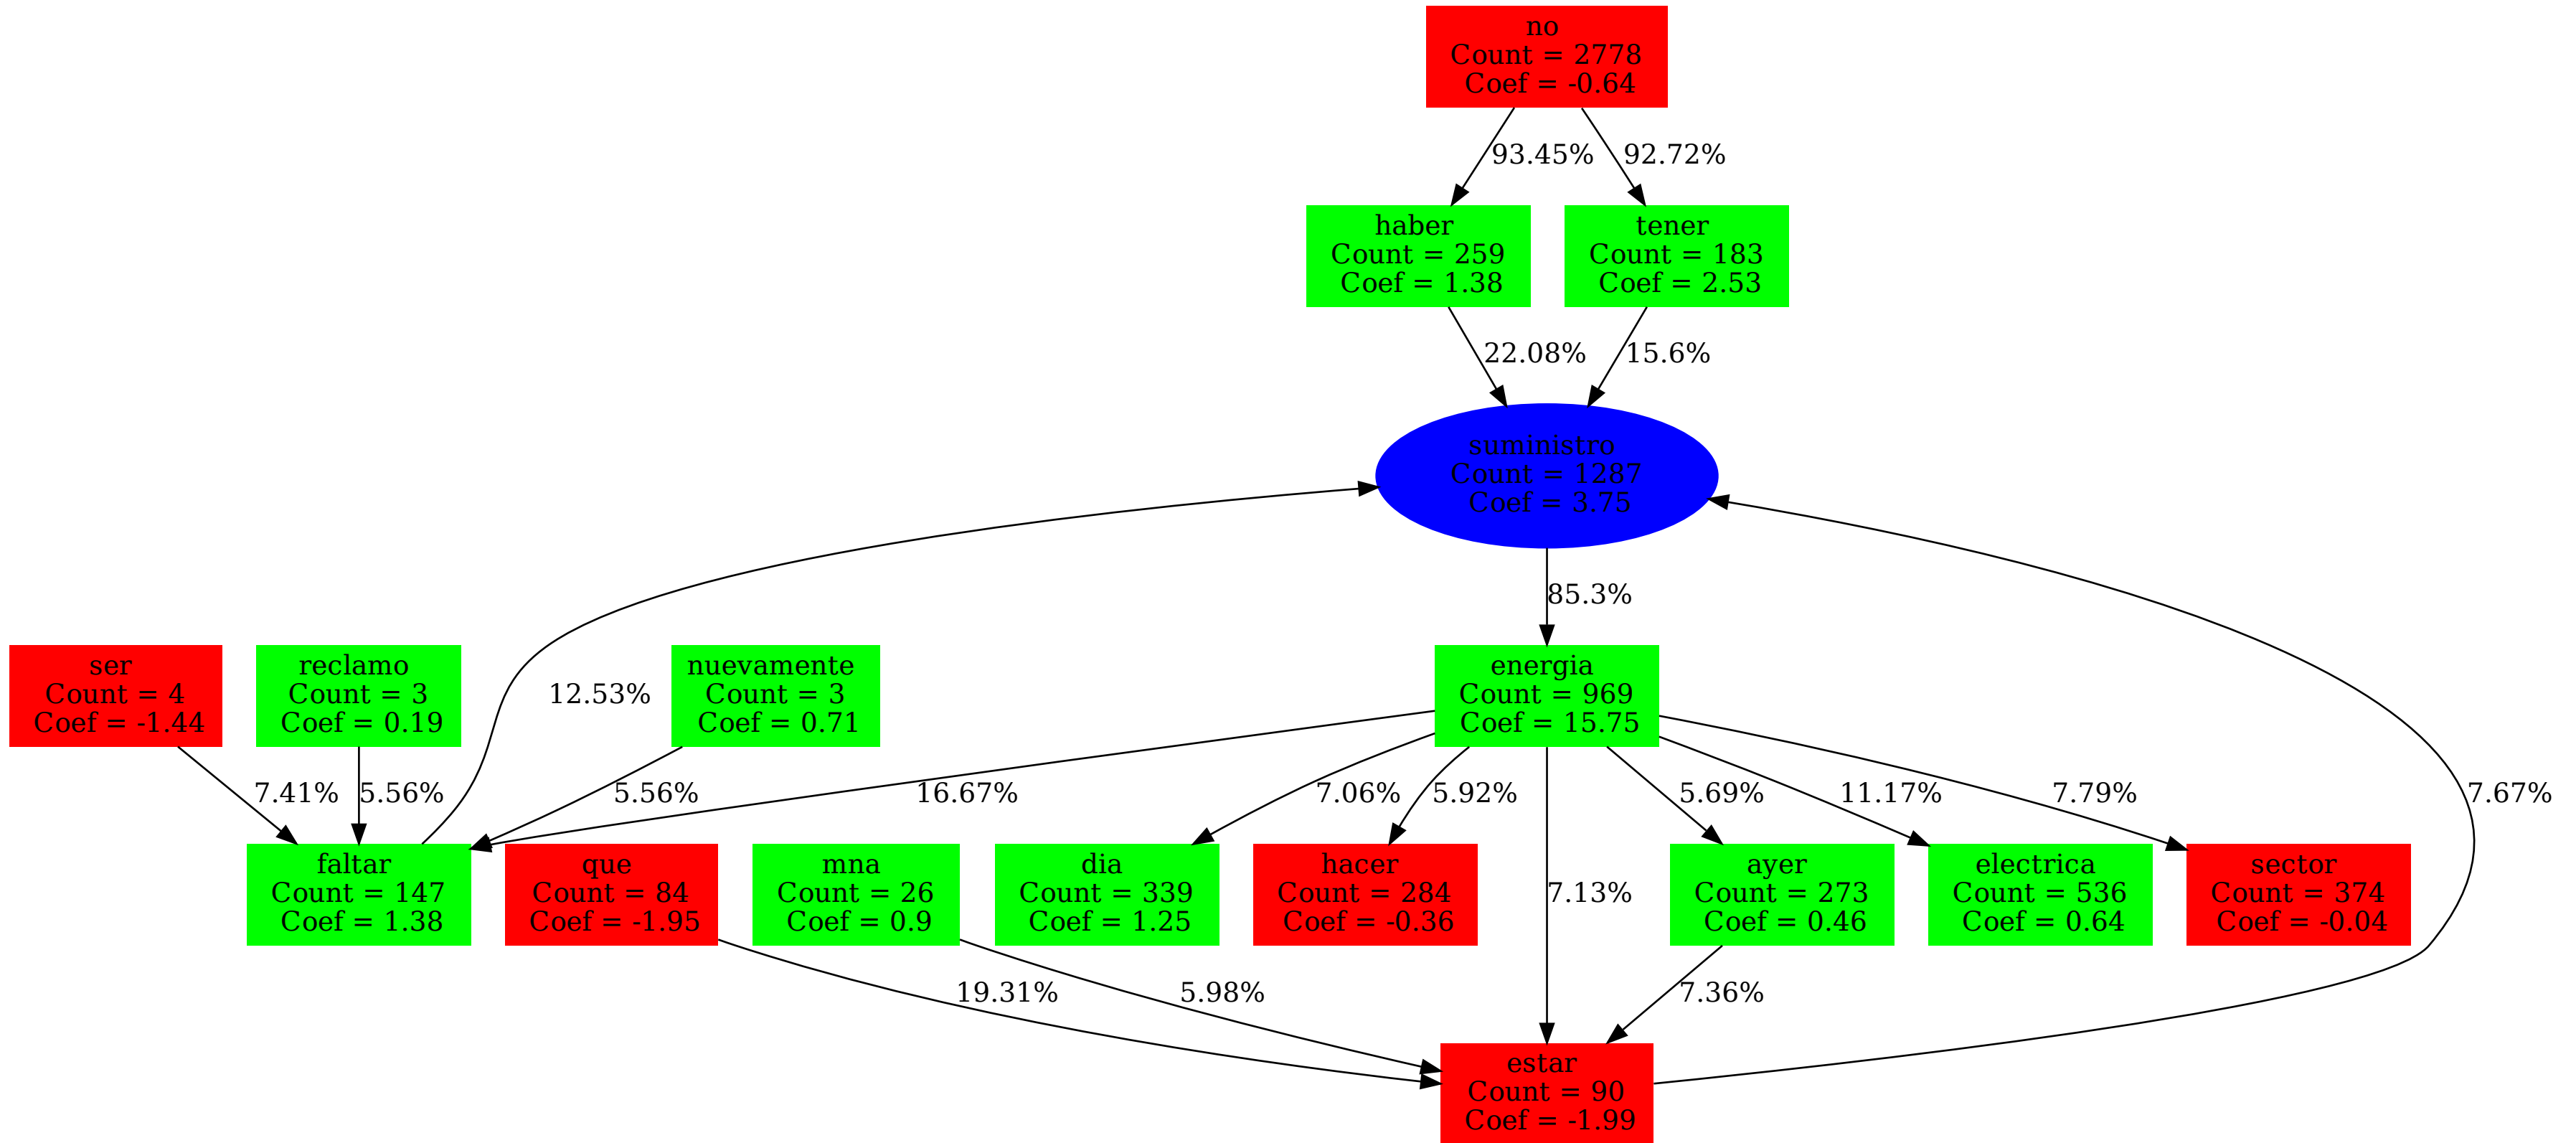 no
Count = 2778
Coef = -0.64
93.45%
92.72%
haber
Count = 259
Coef = 1.38
tener
Count = 183
Coef = 2.53
22.08%
15.6%
suministro
Count = 1287
Coef = 3.75
85.3%
ser
Count = 4
Coef = -1.44
reclamo
Count = 3
Coef = 0.19
12.53%
nuevamente
Count = 3
Coef = 0.71
energia
Count = 969
Coef = 15.75
7.41%
5.56%
5.56%
16.67%
7.06%
5.92%
5.69%
11.17%
7.79%
7.67%
faltar
Count = 147
Coef = 1.38
que
Count = 84
Coef = -1.95
mna
Count = 26
Coef = 0.9
dia
Count = 339
Coef = 1.25
hacer
Count = 284
Coef = -0.36
7.13%
ayer
Count = 273
Coef = 0.46
electrica
Count = 536
Coef = 0.64
sector
Count = 374
Coef = -0.04
19.31%
5.98%
7.36%
estar
Count = 90
Coef = -1.99